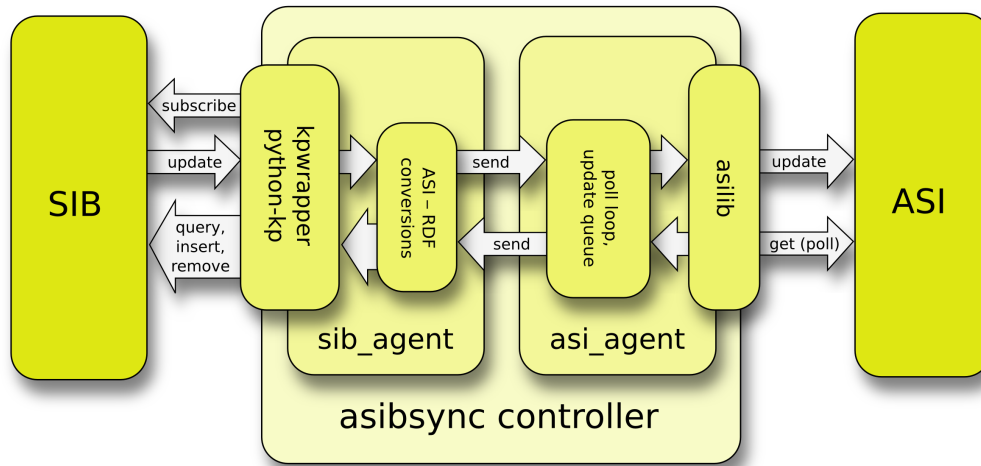 SIB
subscribe
update
query,
insert,
remove
kpwrapper
python-kp
ASI – RDF
conversions
send
send
poll loop,
update queue
asilib
update
get (poll)
ASI
sib_agent
asi_agent
asibsync controller